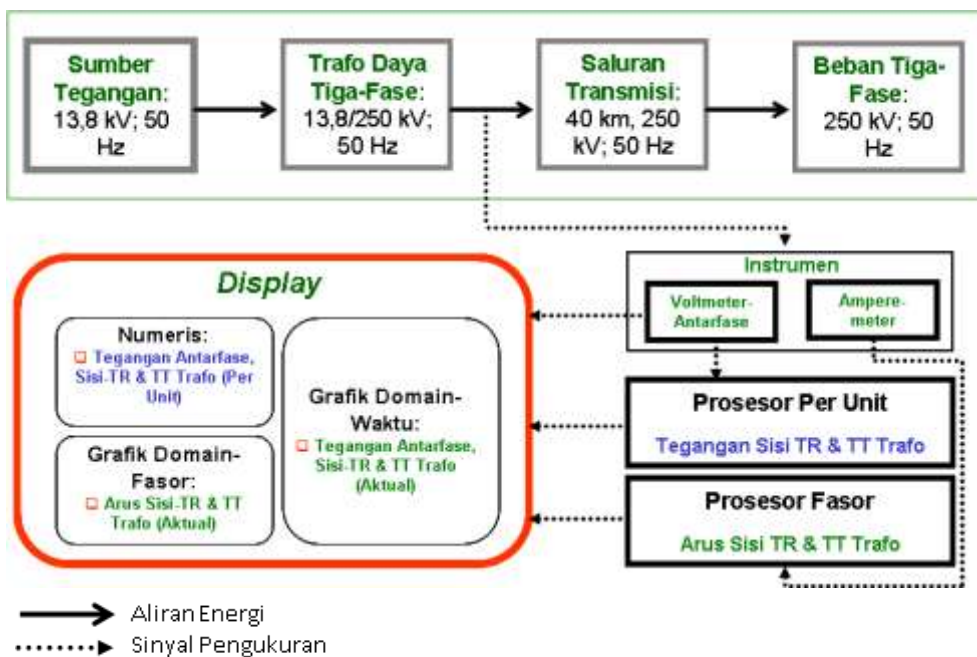 Sumber
Tegangan:
13,8 kV; 50
Hz
Trafo Daya
Tiga-Fase:
13,8/250 kV;
50 Hz
Saluran
Transmisi:
40 km, 250
kV; 50 Hz
Beban Tiga-
Fase:
250 kV; 50
Hz
Instrumen
Voltmeter-
Antarfase
Ampere-
meter
Display
Numeris:
Tegangan Antarfase,
Sisi-TR & TT Trafo (Per
Unit)
Grafik Domain-
Fasor:
Arus Sisi-TR & TT
Trafo (Aktual)
Grafik Domain-
Waktu:
Tegangan Antarfase,
Sisi-TR & TT Trafo
(Aktual)
Prosesor Per Unit
Tegangan Sisi TR & TT Trafo
Prosesor Fasor
Arus Sisi TR & TT Trafo
Aliran Energi
Sinyal Pengukuran